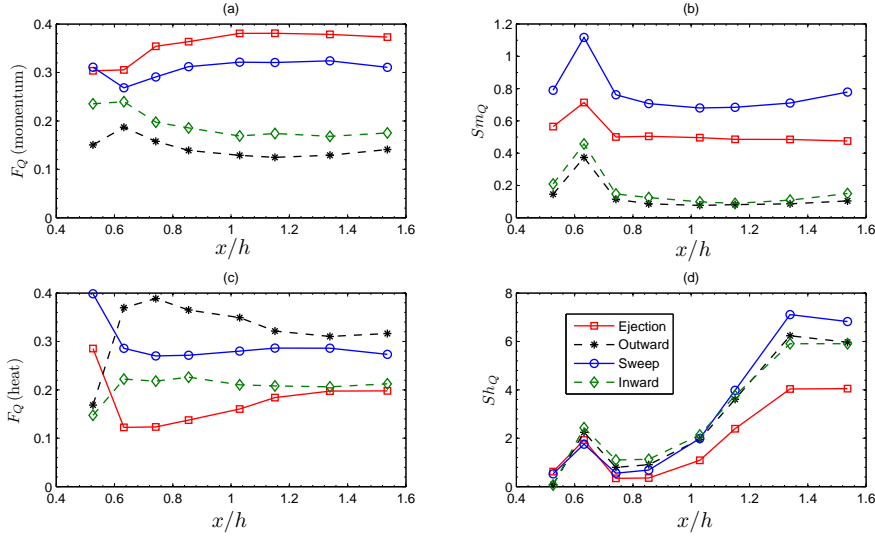 (a)
0.4
0.3
0.2
0.1
0
F_Q (momentum)
0.4 0.6 0.8 1 1.2 1.4 1.6
x/h
(b)
1.2
1
0.8
0.6
0.4
0.2
0
Sm_Q
0.4 0.6 0.8 1 1.2 1.4 1.6
x/h
(c)
0.4
0.3
0.2
0.1
0
F_Q (heat)
0.4 0.6 0.8 1 1.2 1.4 1.6
x/h
(d)
8
6
4
2
0
Sh_Q
Ejection
Outward
Sweep
Inward
0.4 0.6 0.8 1 1.2 1.4 1.6
x/h